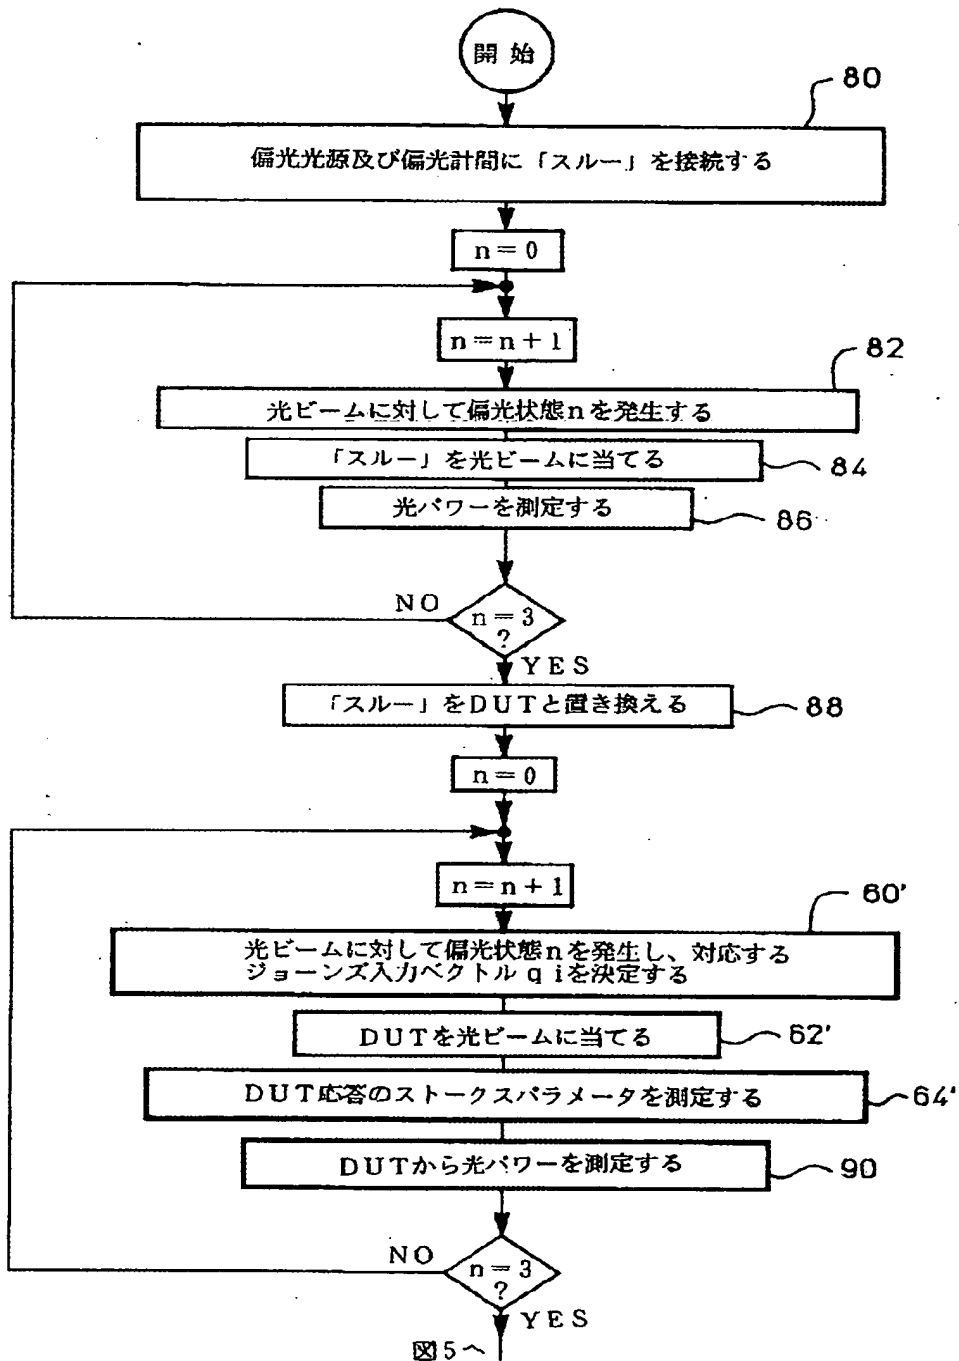 開始
80
偏光光源及び偏光計間に「スルー」を接続する
n=0
n=n+1
82
光ビームに対して偏光状態nを発生する
「スルー」を光ビームに当てる
84
光パワーを測定する
86
NO
n=3
?
YES
「スルー」をDUTと置き換える
88
n=0
n=n+1
60'
光ビームに対して偏光状態nを発生し、対応する
ジョーンズ入力ベクトルqiを決定する
DUTを光ビームに当てる
62'
DUT応答のストークスパラメータを測定する
64'
DUTから光パワーを測定する
90
NO
n=3
?
YES
図5へ